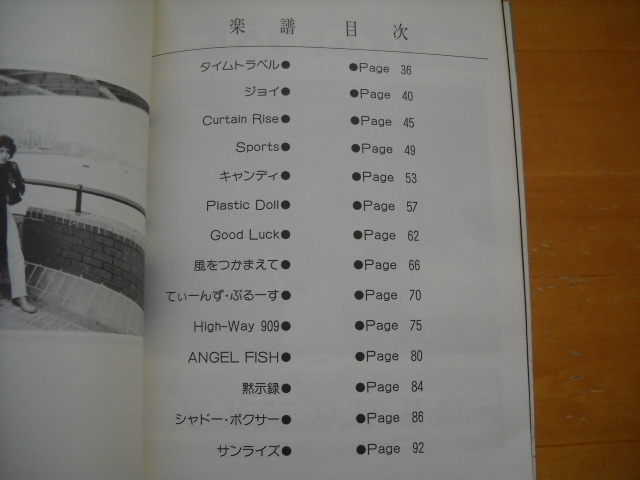 楽譜目次
タイムトラベル● ●Page 36
ジョイ● ●Page 40
Curtain Rise● ●Page 45
Sports● ●Page 49
キャンディ● ●Page 53
Plastic Doll● ●Page 57
Good Luck● ●Page 62
風をつかまえて● ●Page 66
てぃーんず・ぶるーす● ●Page 70
High-Way 909● ●Page 75
ANGEL FISH● ●Page 80
黙示録● ●Page 84
シャドー・ボクサー● ●Page 86
サンライズ● ●Page 92